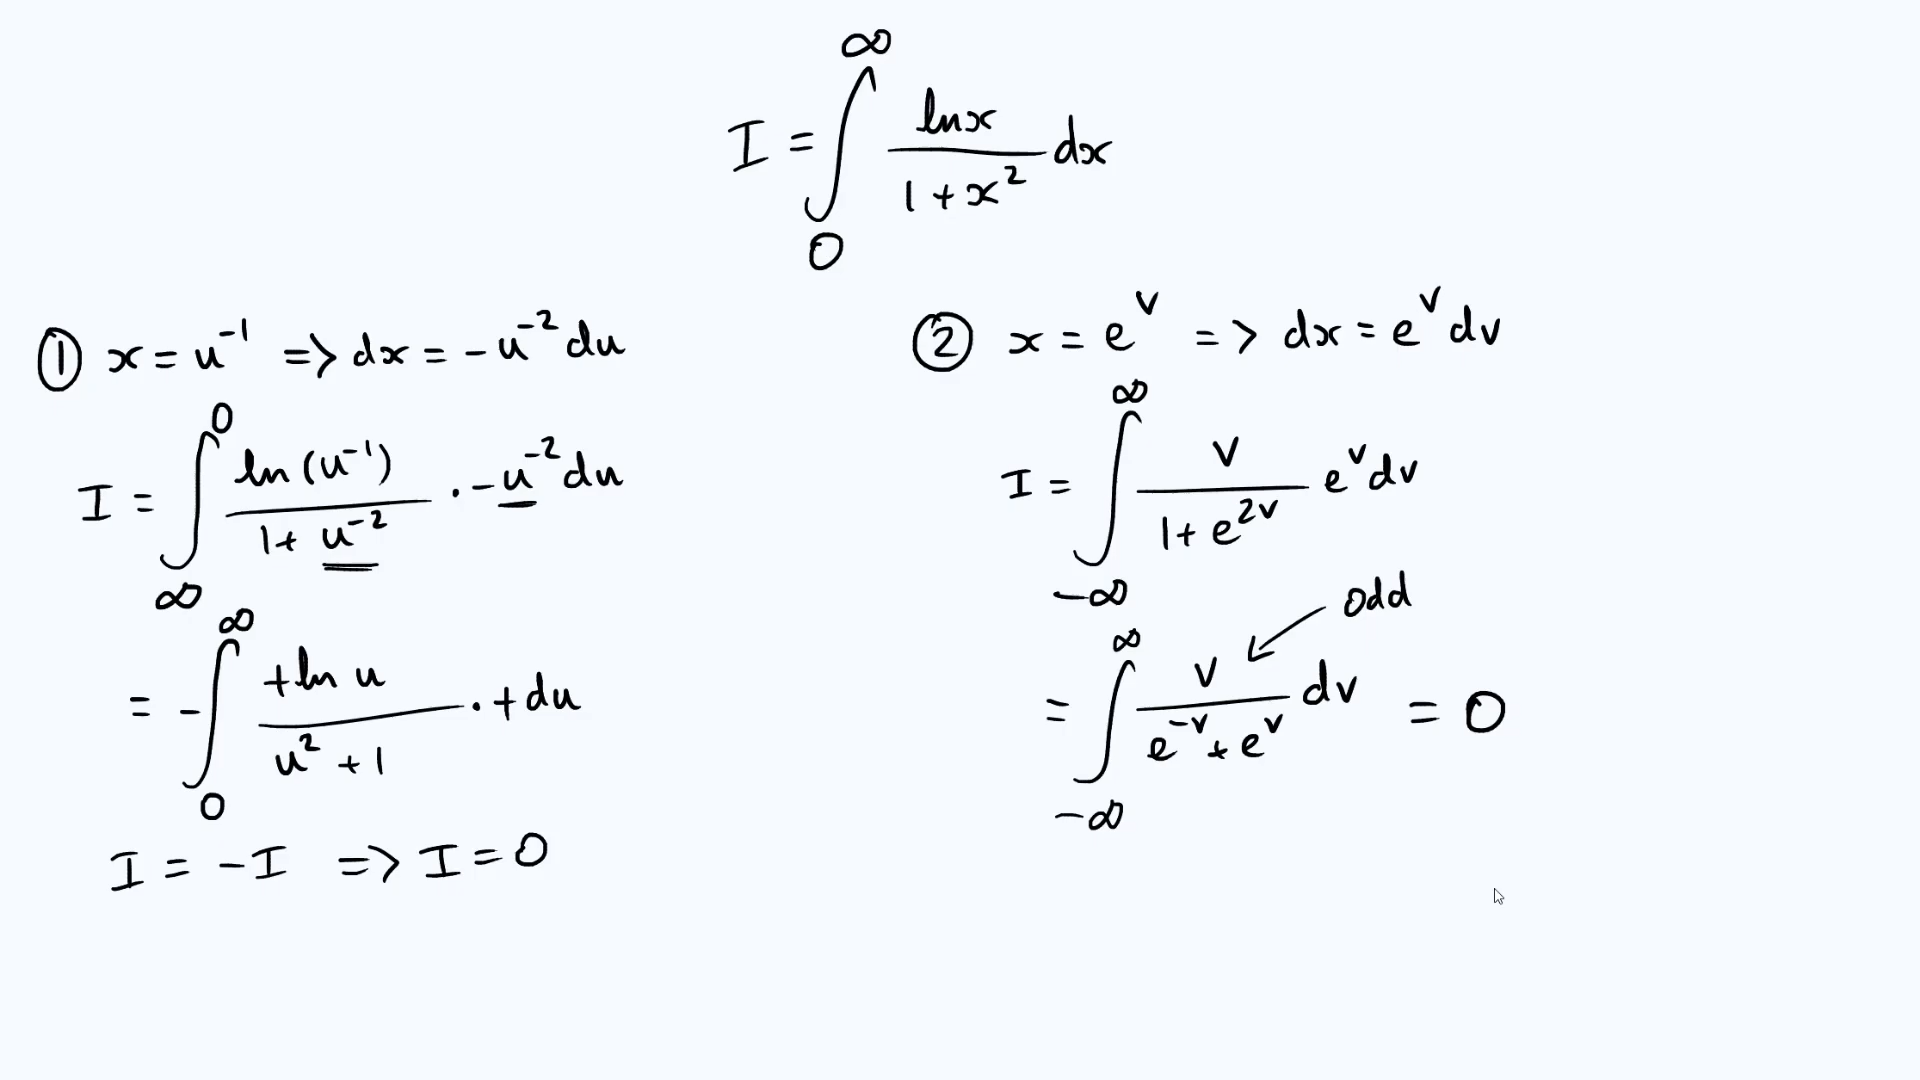 I = ∫₀^∞ lnx / (1 + x²) dx
① x = u⁻¹ => dx = -u⁻² du
I = ∫_∞^0 ln(u⁻¹) / (1 + u⁻²) · -u⁻² du
= -∫₀^∞ +ln u / (u² + 1) · +du
I = -I => I = 0
② x = e^v => dx = e^v dv
I = ∫_{-∞}^∞ v / (1 + e^{2v}) e^v dv
odd
= ∫_{-∞}^∞ v / (e^{-v} + e^v) dv = 0